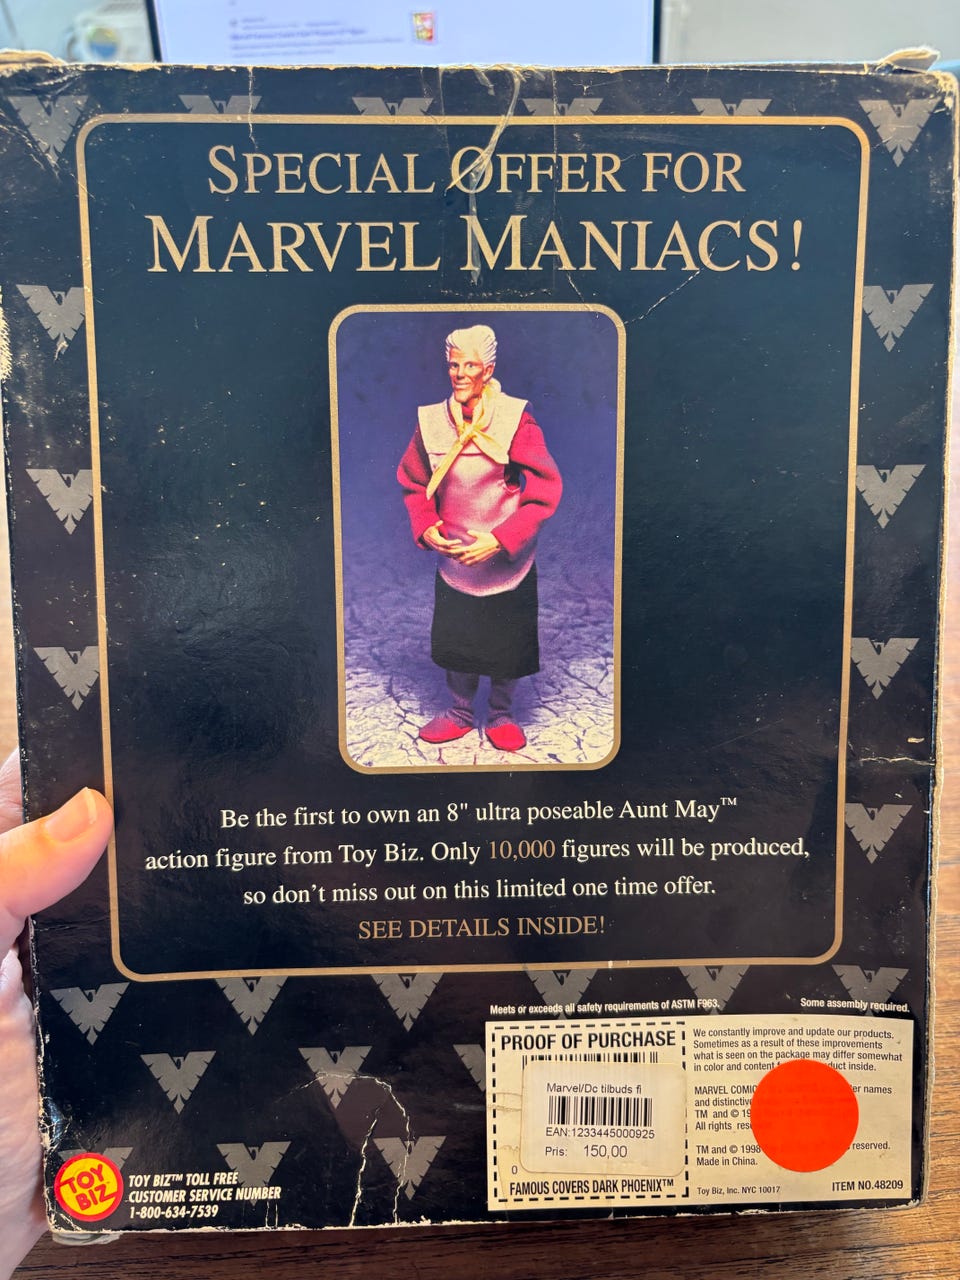 SPECIAL OFFER FOR
MARVEL MANIACS!
Be the first to own an 8" ultra poseable Aunt May™
action figure from Toy Biz. Only 10,000 figures will be produced,
so don't miss out on this limited one time offer.
SEE DETAILS INSIDE!
Meets or exceeds all safety requirements of ASTM F963.
Some assembly required.
PROOF OF PURCHASE
Marvel/Dc tilbuds fi
EAN:1233445000925
Pris: 150,00
0
FAMOUS COVERS DARK PHOENIX™
We constantly improve and update our products.
Sometimes as a result of these improvements
what is seen on the package may differ somewhat
in color and content inside.
MARVEL names
and distinctive
TM and ©
All rights
TM and © 1998 reserved.
Made in China.
Toy Biz, Inc. NYC 10017
ITEM NO.48209
TOY BIZ
TOY BIZ™ TOLL FREE
CUSTOMER SERVICE NUMBER
1-800-634-7539